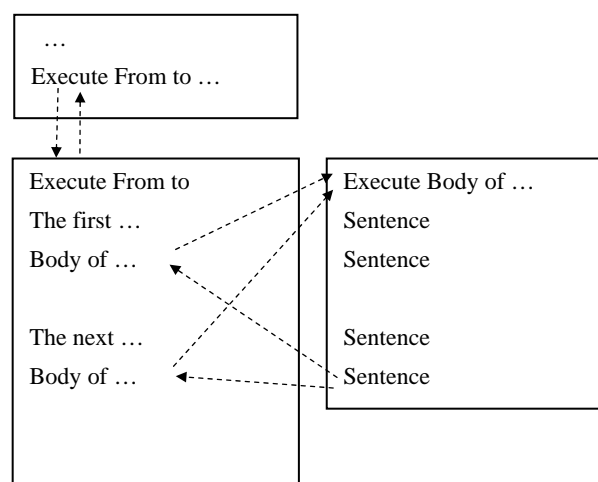 …
Execute From to …
Execute From to
The first …
Body of …
The next …
Body of …
Execute Body of …
Sentence
Sentence
Sentence
Sentence